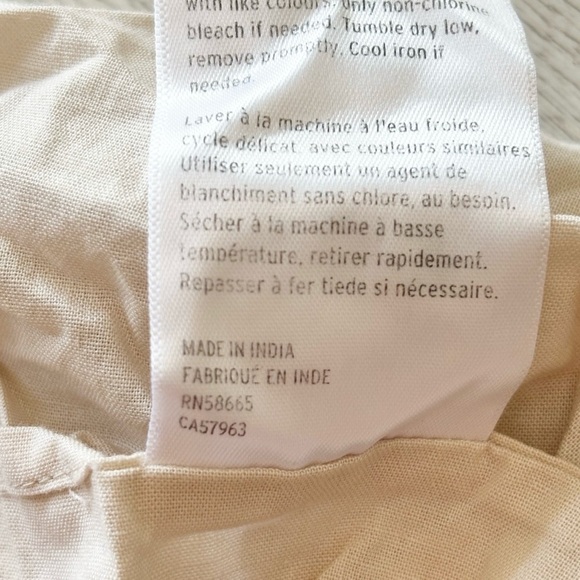 with like colours. Only non-chlorine
bleach if needed. Tumble dry low,
remove promptly. Cool iron if
needed.
Laver à la machine à l'eau froide,
cycle délicat, avec couleurs similaires
Utiliser seulement un agent de
blanchiment sans chlore, au besoin.
Sécher à la machine à basse
température, retirer rapidement.
Repasser à fer tiede si nécessaire.
MADE IN INDIA
FABRIQUÉ EN INDE
RN58665
CA57963